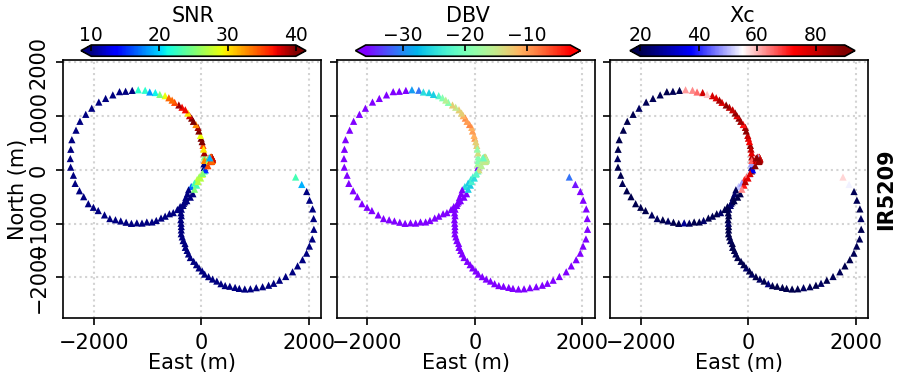 SNR DBV Xc
10 20 30 40 −30 −20 −10 20 40 60 80
2000
1000
0
−1000
−2000
North (m)
IR5209
−2000 0 2000 −2000 0 2000 −2000 0 2000
East (m) East (m) East (m)